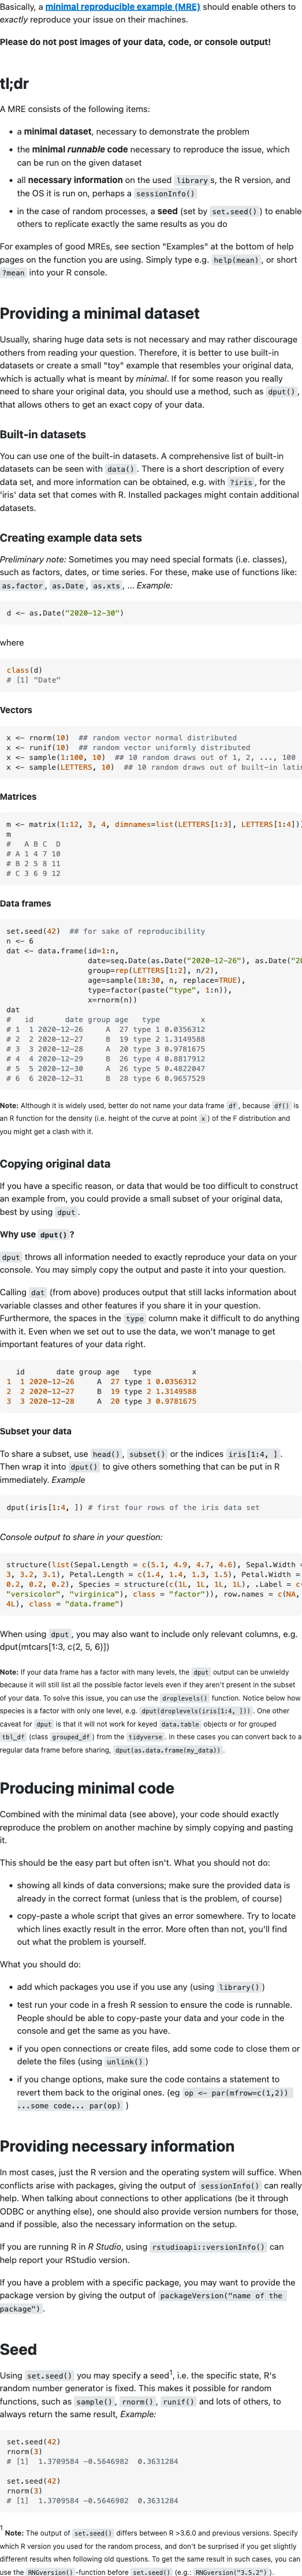 Basically, a minimal reproducible example (MRE) should enable others to
exactly reproduce your issue on their machines.
Please do not post images of your data, code, or console output!
tl;dr
A MRE consists of the following items:
• a minimal dataset, necessary to demonstrate the problem
• the minimal runnable code necessary to reproduce the issue, which
can be run on the given dataset
• all necessary information on the used librarys, the R version, and
the OS it is run on, perhaps a sessionInfo()
• in the case of random processes, a seed (set by set.seed()) to enable
others to replicate exactly the same results as you do
For examples of good MREs, see section "Examples" at the bottom of help
pages on the function you are using. Simply type e.g. help(mean), or short
?mean into your R console.
Providing a minimal dataset
Usually, sharing huge data sets is not necessary and may rather discourage
others from reading your question. Therefore, it is better to use built-in
datasets or create a small "toy" example that resembles your original data,
which is actually what is meant by minimal. If for some reason you really
need to share your original data, you should use a method, such as dput(),
that allows others to get an exact copy of your data.
Built-in datasets
You can use one of the built-in datasets. A comprehensive list of built-in
datasets can be seen with data(). There is a short description of every
data set, and more information can be obtained, e.g. with ?iris, for the
'iris' data set that comes with R. Installed packages might contain additional
datasets.
Creating example data sets
Preliminary note: Sometimes you may need special formats (i.e. classes),
such as factors, dates, or time series. For these, make use of functions like:
as.factor, as.Date, as.xts, ... Example:
d <- as.Date("2020-12-30")
where
class(d)
# [1] "Date"
Vectors
x <- rnorm(10)  ## random vector normal distributed
x <- runif(10)  ## random vector uniformly distributed
x <- sample(1:100, 10)  ## 10 random draws out of 1, 2, ..., 100
x <- sample(LETTERS, 10)  ## 10 random draws out of built-in latin
Matrices
m <- matrix(1:12, 3, 4, dimnames=list(LETTERS[1:3], LETTERS[1:4]))
m
#   A B C  D
# A 1 4 7 10
# B 2 5 8 11
# C 3 6 9 12
Data frames
set.seed(42)  ## for sake of reproducibility
n <- 6
dat <- data.frame(id=1:n,
date=seq.Date(as.Date("2020-12-26"), as.Date("20
group=rep(LETTERS[1:2], n/2),
age=sample(18:30, n, replace=TRUE),
type=factor(paste("type", 1:n)),
x=rnorm(n))
dat
#   id       date group age   type         x
# 1  1 2020-12-26     A  27 type 1 0.0356312
# 2  2 2020-12-27     B  19 type 2 1.3149588
# 3  3 2020-12-28     A  20 type 3 0.9781675
# 4  4 2020-12-29     B  26 type 4 0.8817912
# 5  5 2020-12-30     A  26 type 5 0.4822047
# 6  6 2020-12-31     B  28 type 6 0.9657529
Note: Although it is widely used, better do not name your data frame df, because df() is
an R function for the density (i.e. height of the curve at point x) of the F distribution and
you might get a clash with it.
Copying original data
If you have a specific reason, or data that would be too difficult to construct
an example from, you could provide a small subset of your original data,
best by using dput.
Why use dput()?
dput throws all information needed to exactly reproduce your data on your
console. You may simply copy the output and paste it into your question.
Calling dat (from above) produces output that still lacks information about
variable classes and other features if you share it in your question.
Furthermore, the spaces in the type column make it difficult to do anything
with it. Even when we set out to use the data, we won't manage to get
important features of your data right.
id       date group age   type         x
1  1 2020-12-26     A  27 type 1 0.0356312
2  2 2020-12-27     B  19 type 2 1.3149588
3  3 2020-12-28     A  20 type 3 0.9781675
Subset your data
To share a subset, use head(), subset() or the indices iris[1:4, ].
Then wrap it into dput() to give others something that can be put in R
immediately. Example
dput(iris[1:4, ]) # first four rows of the iris data set
Console output to share in your question:
structure(list(Sepal.Length = c(5.1, 4.9, 4.7, 4.6), Sepal.Width =
3, 3.2, 3.1), Petal.Length = c(1.4, 1.4, 1.3, 1.5), Petal.Width =
0.2, 0.2, 0.2), Species = structure(c(1L, 1L, 1L, 1L), .Label = c(
"versicolor", "virginica"), class = "factor")), row.names = c(NA,
4L), class = "data.frame")
When using dput, you may also want to include only relevant columns, e.g.
dput(mtcars[1:3, c(2, 5, 6)])
Note: If your data frame has a factor with many levels, the dput output can be unwieldy
because it will still list all the possible factor levels even if they aren't present in the subset
of your data. To solve this issue, you can use the droplevels() function. Notice below how
species is a factor with only one level, e.g. dput(droplevels(iris[1:4, ])). One other
caveat for dput is that it will not work for keyed data.table objects or for grouped
tbl_df (class grouped_df) from the tidyverse. In these cases you can convert back to a
regular data frame before sharing, dput(as.data.frame(my_data)).
Producing minimal code
Combined with the minimal data (see above), your code should exactly
reproduce the problem on another machine by simply copying and pasting
it.
This should be the easy part but often isn't. What you should not do:
• showing all kinds of data conversions; make sure the provided data is
already in the correct format (unless that is the problem, of course)
• copy-paste a whole script that gives an error somewhere. Try to locate
which lines exactly result in the error. More often than not, you'll find
out what the problem is yourself.
What you should do:
• add which packages you use if you use any (using library())
• test run your code in a fresh R session to ensure the code is runnable.
People should be able to copy-paste your data and your code in the
console and get the same as you have.
• if you open connections or create files, add some code to close them or
delete the files (using unlink())
• if you change options, make sure the code contains a statement to
revert them back to the original ones. (eg op <- par(mfrow=c(1,2))
...some code... par(op) )
Providing necessary information
In most cases, just the R version and the operating system will suffice. When
conflicts arise with packages, giving the output of sessionInfo() can really
help. When talking about connections to other applications (be it through
ODBC or anything else), one should also provide version numbers for those,
and if possible, also the necessary information on the setup.
If you are running R in R Studio, using rstudioapi::versionInfo() can
help report your RStudio version.
If you have a problem with a specific package, you may want to provide the
package version by giving the output of packageVersion("name of the
package").
Seed
Using set.seed() you may specify a seed1, i.e. the specific state, R's
random number generator is fixed. This makes it possible for random
functions, such as sample(), rnorm(), runif() and lots of others, to
always return the same result, Example:
set.seed(42)
rnorm(3)
# [1]  1.3709584 -0.5646982  0.3631284
set.seed(42)
rnorm(3)
# [1]  1.3709584 -0.5646982  0.3631284
1 Note: The output of set.seed() differs between R >3.6.0 and previous versions. Specify
which R version you used for the random process, and don't be surprised if you get slightly
different results when following old questions. To get the same result in such cases, you can
use the RNGversion()-function before set.seed() (e.g.: RNGversion("3.5.2")).